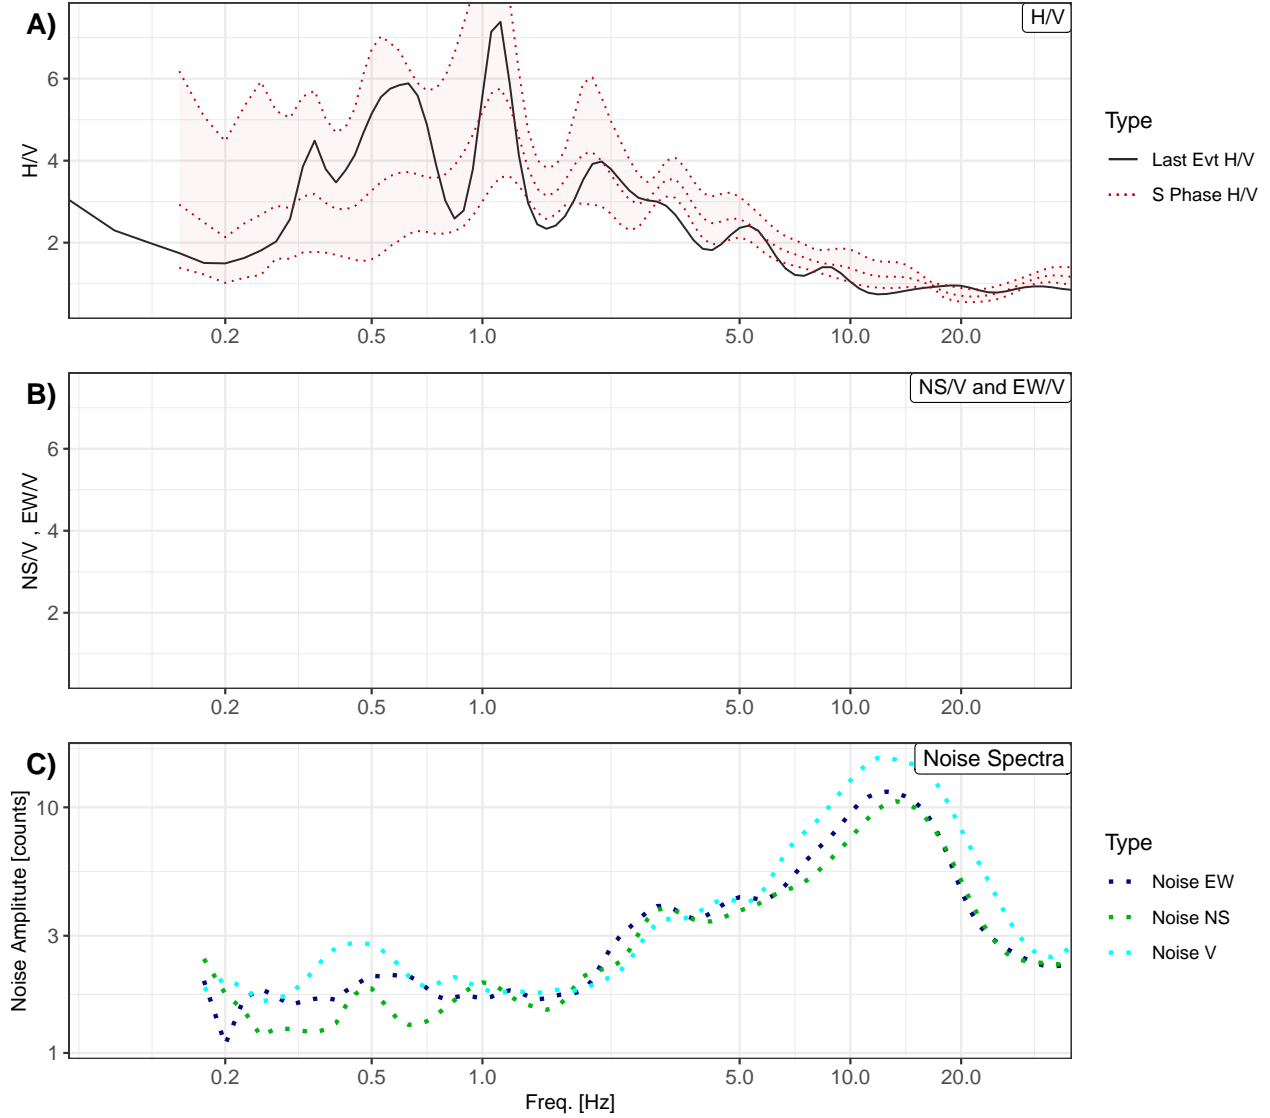 A)
H/V
H/V
6
4
2
0.2 0.5 1.0 5.0 10.0 20.0
Type
Last Evt H/V
S Phase H/V
B)
NS/V and EW/V
NS/V , EW/V
6
4
2
0.2 0.5 1.0 5.0 10.0 20.0
C)
Noise Spectra
Noise Amplitute [counts]
10
3
1
0.2 0.5 1.0 5.0 10.0 20.0
Freq. [Hz]
Type
Noise EW
Noise NS
Noise V